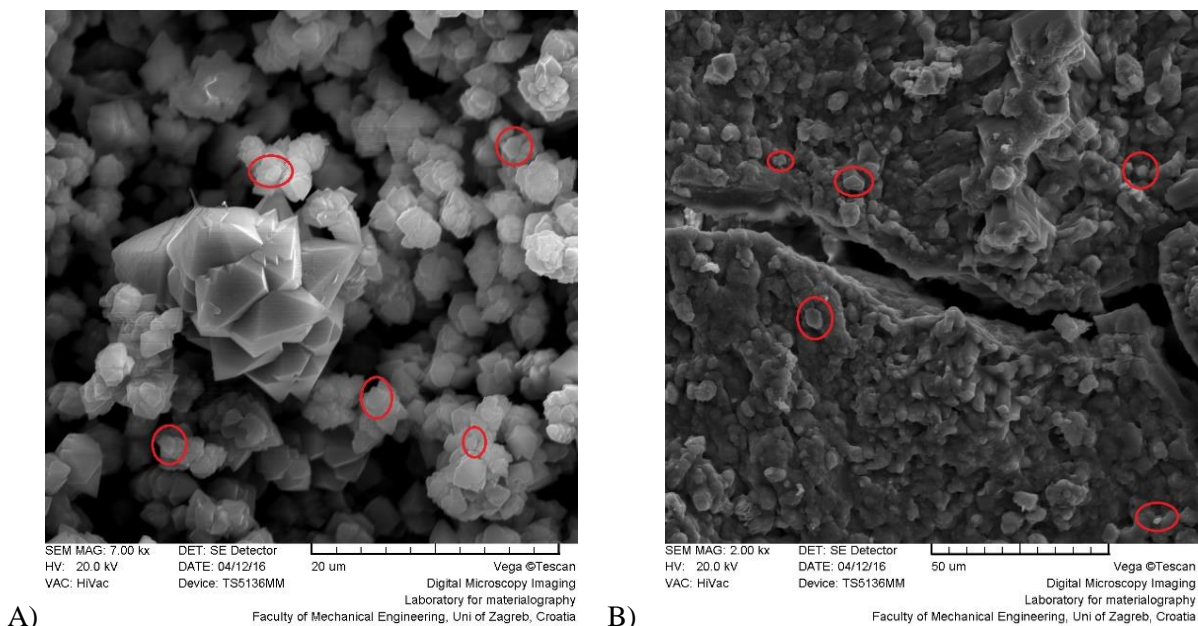 SEM MAG: 7.00 kx DET: SE Detector
HV: 20.0 kV DATE: 04/12/16 20 um Vega ©Tescan
VAC: HiVac Device: TS5136MM Digital Microscopy Imaging
Laboratory for materialography
A) Faculty of Mechanical Engineering, Uni of Zagreb, Croatia
SEM MAG: 2.00 kx DET: SE Detector
HV: 20.0 kV DATE: 04/12/16 50 um Vega ©Tescan
VAC: HiVac Device: TS5136MM Digital Microscopy Imaging
Laboratory for materialography
B) Faculty of Mechanical Engineering, Uni of Zagreb, Croatia